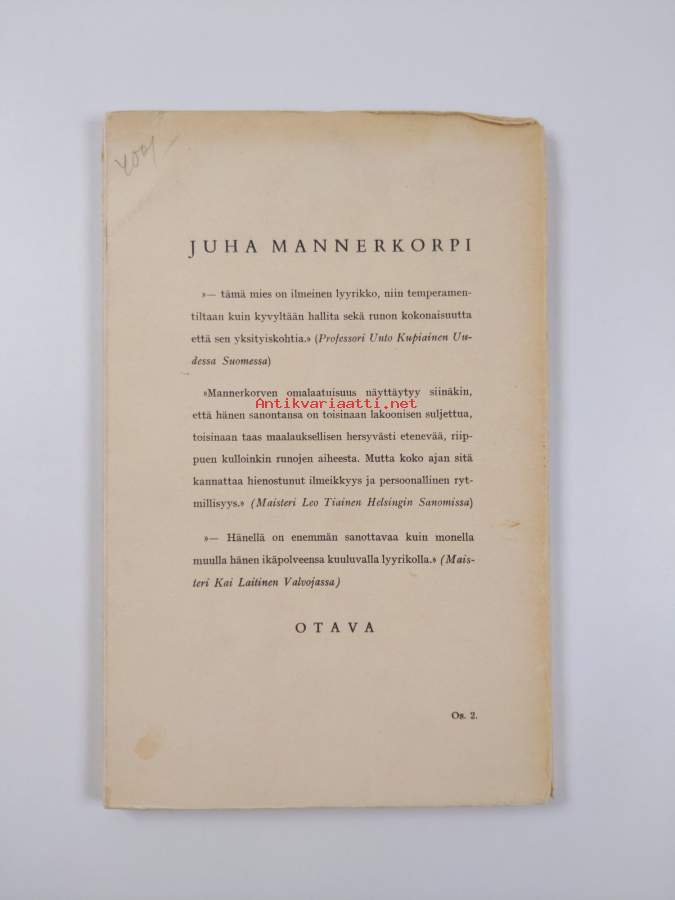 JUHA MANNERKORPI
»— tämä mies on ilmeinen lyyrikko, niin temperamen-
tiltaan kuin kyvyltään hallita sekä runon kokonaisuutta
että sen yksityiskohtia.» (Professori Unto Kupiainen Uu-
dessa Suomessa)
»Mannerkorven omalaatuisuus näyttäytyy siinäkin,
Antikvariaatti.net
että hänen sanontansa on toisinaan lakoonisen suljettua,
toisinaan taas maalauksellisen hersyvästi etenevää, riip-
puen kulloinkin runojen aiheesta. Mutta koko ajan sitä
kannattaa hienostunut ilmeikkyys ja persoonallinen ryt-
millisyys.» (Maisteri Leo Tiainen Helsingin Sanomissa)
»— Hänellä on enemmän sanottavaa kuin monella
muulla hänen ikäpolveensa kuuluvalla lyyrikolla.» (Mais-
teri Kai Laitinen Valvojassa)
OTAVA
Os. 2.